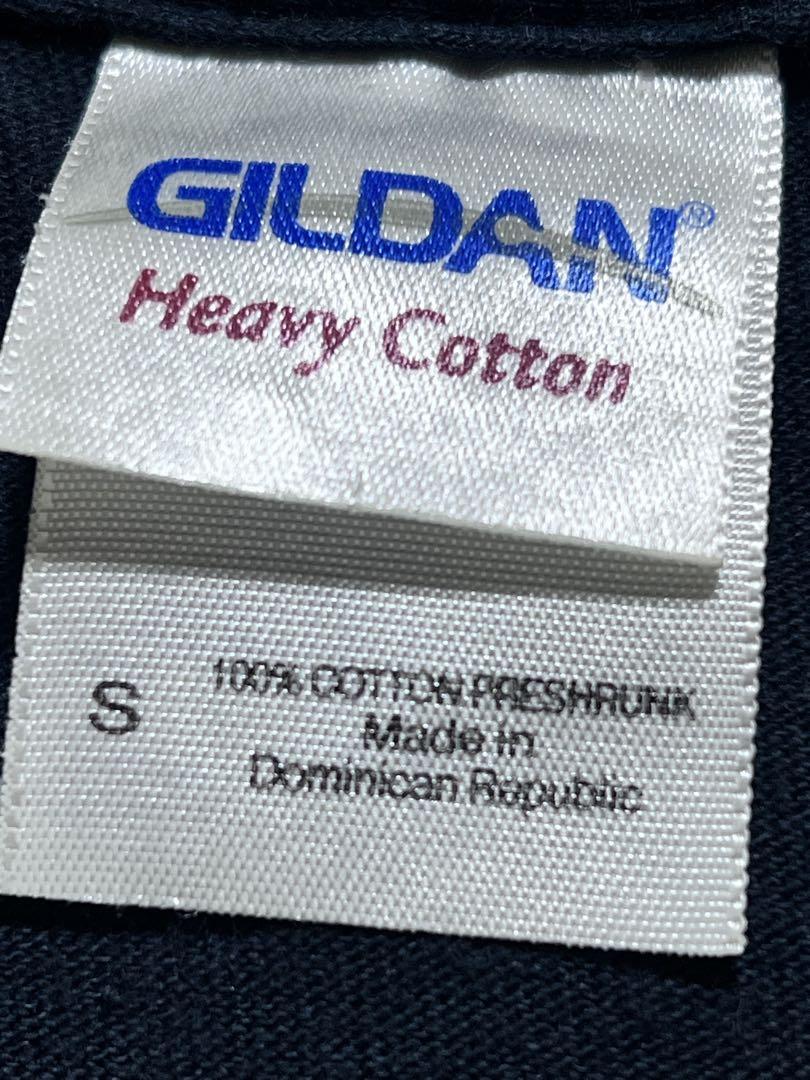 GILDAN®
Heavy Cotton
S
100% COTTON PRESHRUNK
Made in
Dominican Republic